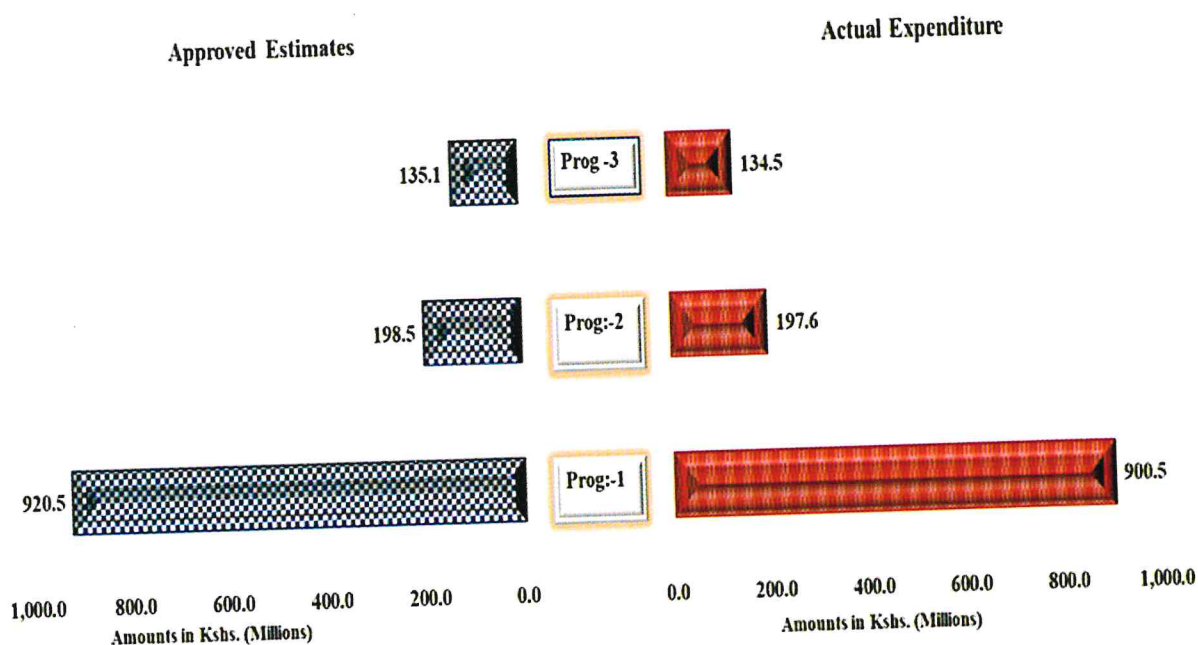 Approved Estimates
Actual Expenditure
135.1
Prog -3
134.5
198.5
Prog:-2
197.6
920.5
Prog:-1
900.5
1,000.0 800.0 600.0 400.0 200.0 0.0
0.0 200.0 400.0 600.0 800.0 1,000.0
Amounts in Kshs. (Millions)
Amounts in Kshs. (Millions)